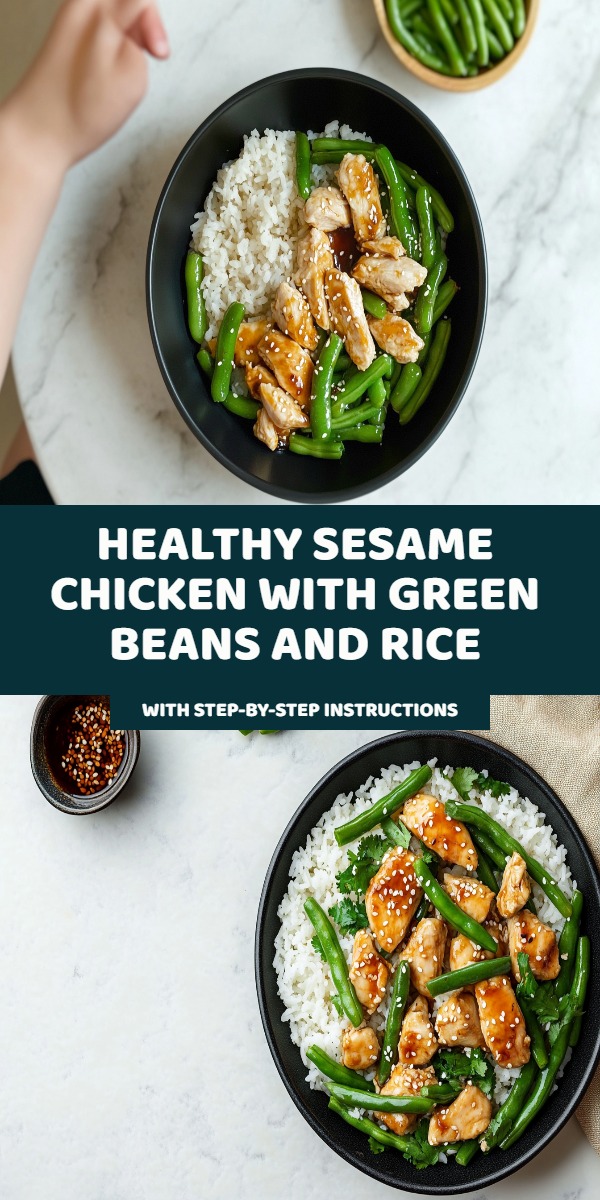 HEALTHY SESAME
CHICKEN WITH GREEN
BEANS AND RICE
WITH STEP-BY-STEP INSTRUCTIONS